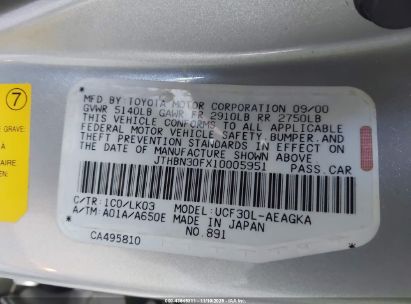 7
GRAVE:
AIRE
MFD BY: TOYOTA MOTOR CORPORATION 09/00
GVWR 5140LB GAWR FR 2910LB RR 2750LB
THIS VEHICLE CONFORMS TO ALL APPLICABLE
FEDERAL MOTOR VEHICLE SAFETY, BUMPER, AND
THEFT PREVENTION STANDARDS IN EFFECT ON
THE DATE OF MANUFACTURE SHOWN ABOVE.
JTHBN30FX10005951 PASS.CAR
C/TR:1C0/LK03 MODEL: UCF30L-AEAGKA
A/TM:A01A/A650E MADE IN JAPAN
CA495810 NO.891